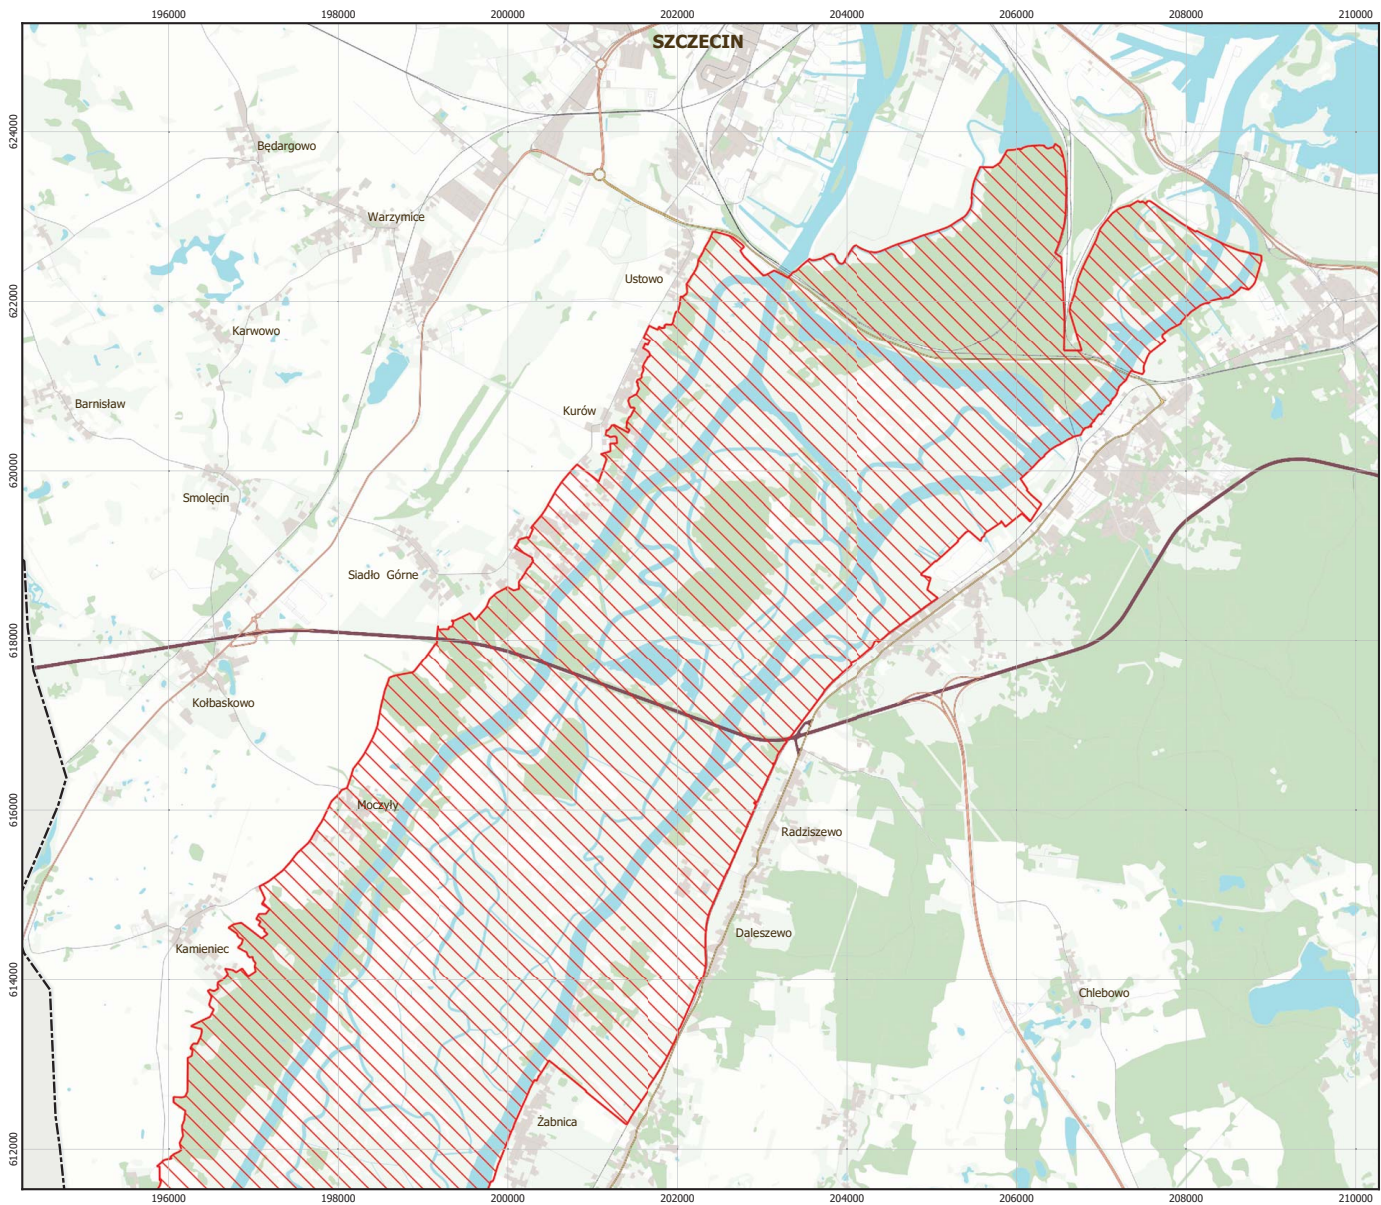 196000 198000 200000 202000 204000 206000 208000 210000
SZCZECIN
624000
Będargowo
Warzymice
Ustowo
622000
Karwowo
Barnisław
Kurów
620000
Smolęcin
Siadło Górne
618000
Kołbaskowo
Moczyły
616000
Radziszewo
Daleszewo
Kamieniec
614000
Chlebowo
Żabnica
612000
196000 198000 200000 202000 204000 206000 208000 210000